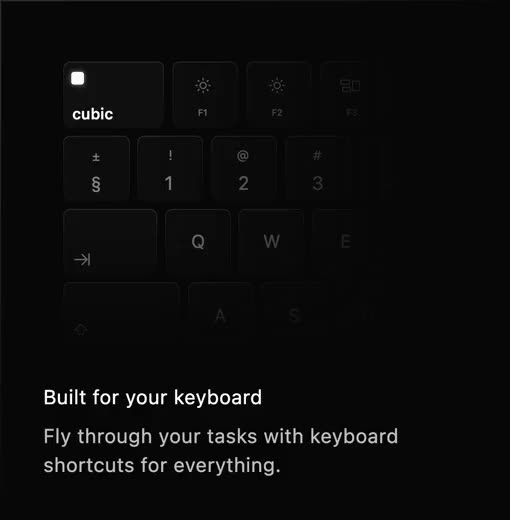 cubic
F1 F2 F3
± ! @ #
§ 1 2 3
Q W E
A S
Built for your keyboard
Fly through your tasks with keyboard
shortcuts for everything.